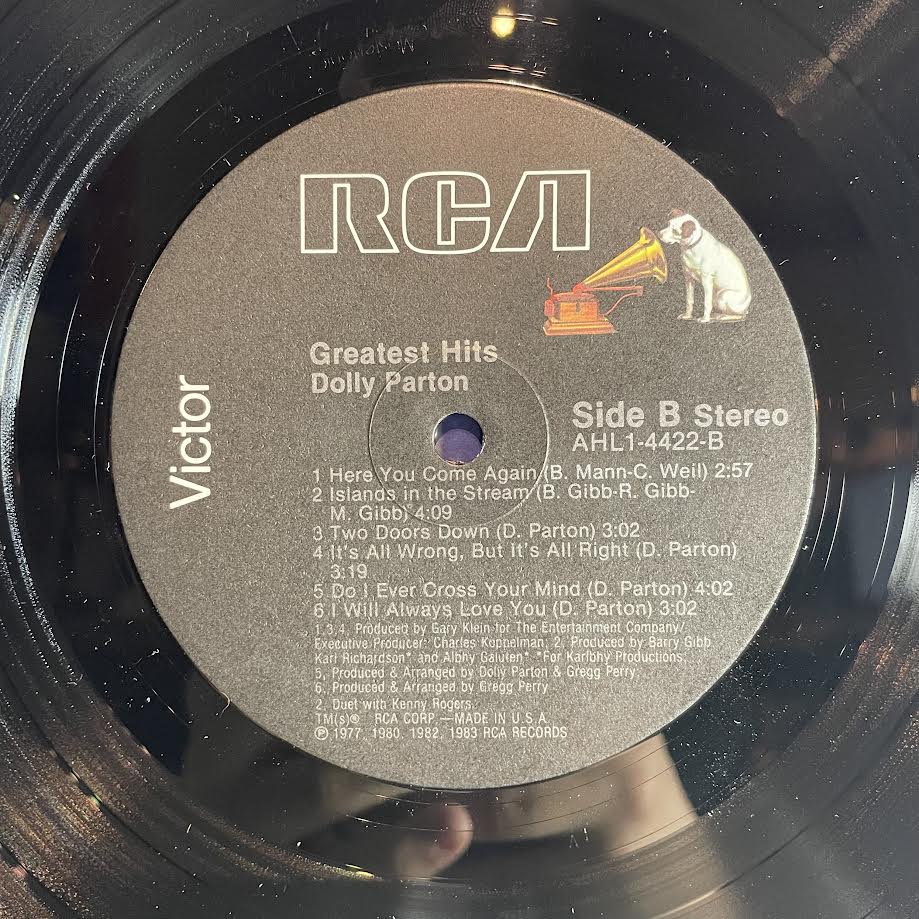 RCA
Victor
Greatest Hits
Dolly Parton
Side B Stereo
AHL1-4422-B
1 Here You Come Again (B. Mann-C. Weil) 2:57
2 Islands in the Stream (B. Gibb-R. Gibb-
M. Gibb) 4:09
3 Two Doors Down (D. Parton) 3:02
4 It's All Wrong, But It's All Right (D. Parton)
3:19
5 Do I Ever Cross Your Mind (D. Parton) 4:02
6 I Will Always Love You (D. Parton) 3:02
1,3,4, Produced by Gary Klein for The Entertainment Company/
Executive Producer: Charles Koppelman; 2, Produced by Barry Gibb
Karl Richardson* and Albhy Galuten* *For Karlbhy Productions;
5, Produced & Arranged by Dolly Parton & Gregg Perry
6, Produced & Arranged by Gregg Perry
2, Duet with Kenny Rogers.
TM(s)® RCA CORP.—MADE IN U.S.A.
℗ 1977, 1980, 1982, 1983 RCA RECORDS